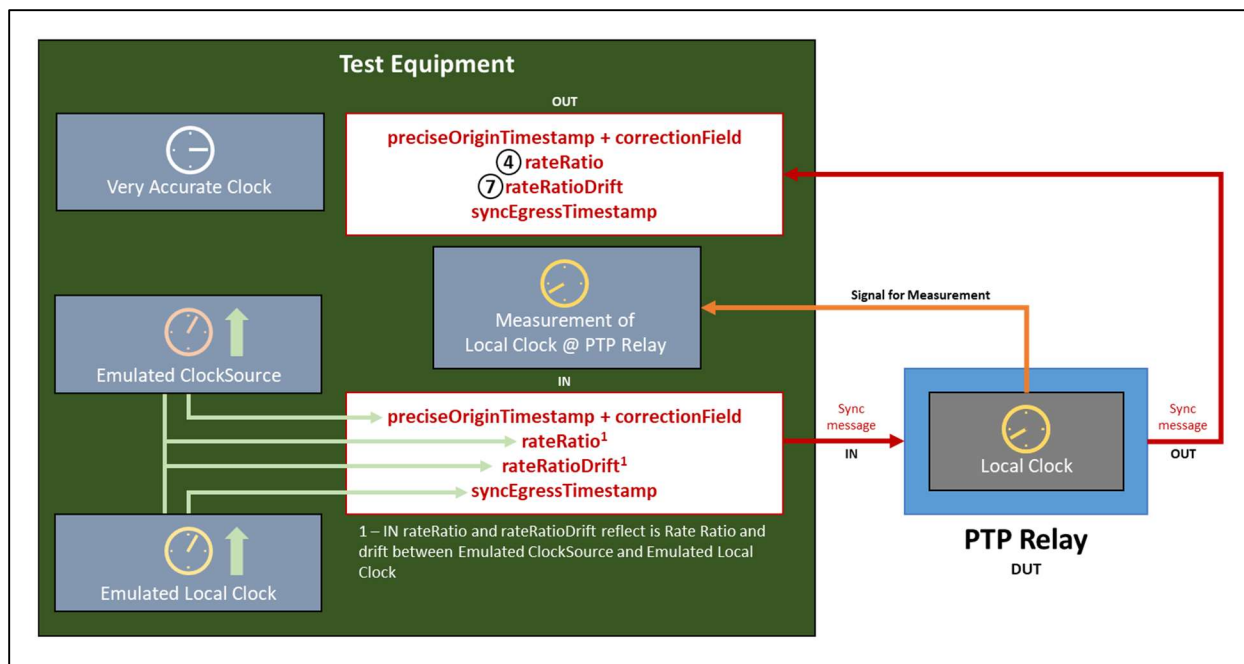 Test Equipment
OUT
Very Accurate Clock
preciseOriginTimestamp + correctionField
4 rateRatio
7 rateRatioDrift
syncEgressTimestamp
Measurement of
Local Clock @ PTP Relay
Signal for Measurement
Emulated ClockSource
IN
preciseOriginTimestamp + correctionField
rateRatio¹
rateRatioDrift¹
syncEgressTimestamp
Sync
message
IN
Local Clock
Sync
message
OUT
Emulated Local Clock
1 – IN rateRatio and rateRatioDrift reflect is Rate Ratio and
drift between Emulated ClockSource and Emulated Local
Clock
PTP Relay
DUT